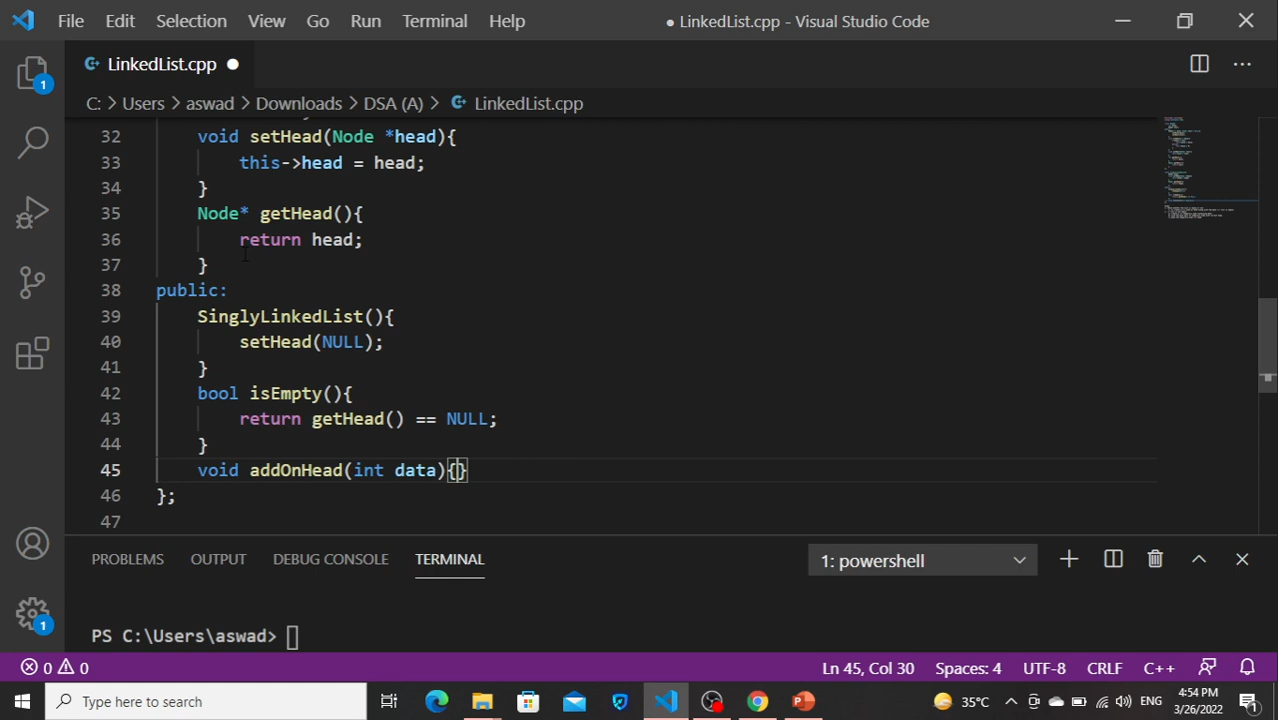 File Edit Selection View Go Run Terminal Help ● LinkedList.cpp - Visual Studio Code
LinkedList.cpp ●
C: > Users > aswad > Downloads > DSA (A) > LinkedList.cpp
32 void setHead(Node *head){
33 this->head = head;
34 }
35 Node* getHead(){
36 return head;
37 }
38 public:
39 SinglyLinkedList(){
40 setHead(NULL);
41 }
42 bool isEmpty(){
43 return getHead() == NULL;
44 }
45 void addOnHead(int data){}
46 };
47
PROBLEMS OUTPUT DEBUG CONSOLE TERMINAL 1: powershell
PS C:\Users\aswad>
1
1
0 0 Ln 45, Col 30 Spaces: 4 UTF-8 CRLF C++
Type here to search 35°C ENG 4:54 PM
3/26/2022 1